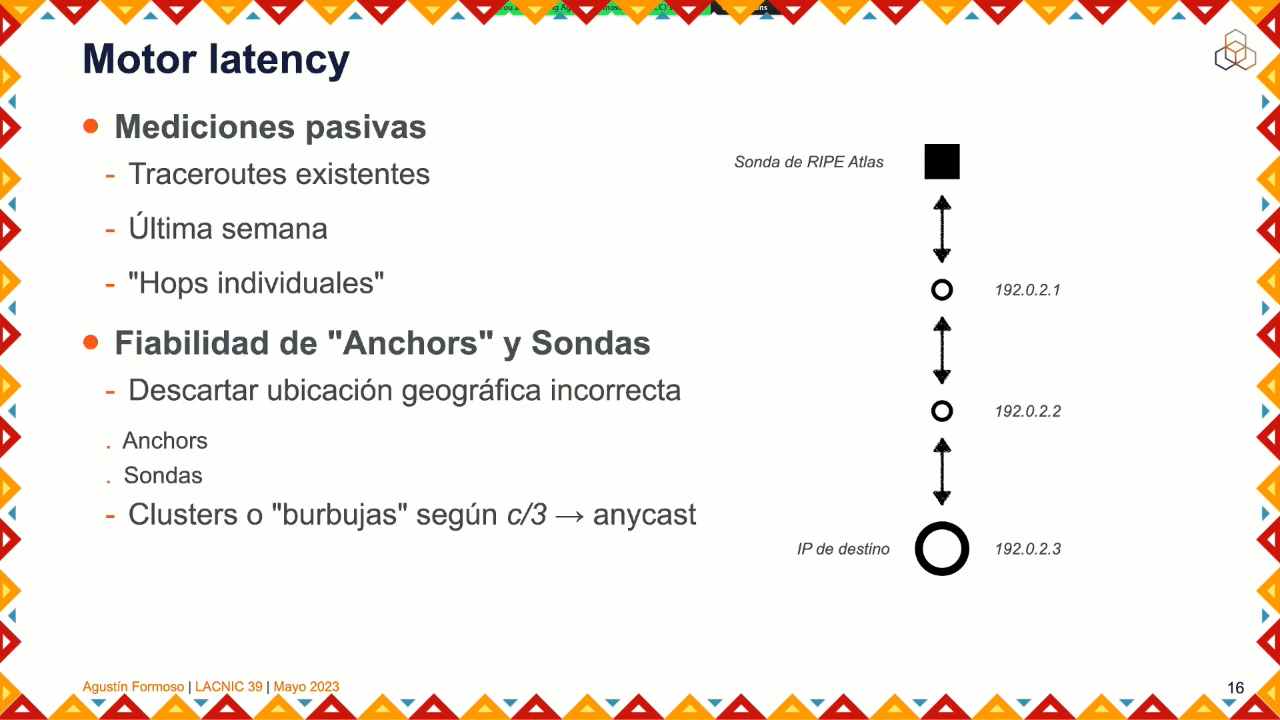 Motor latency
Mediciones pasivas
- Traceroutes existentes
- Última semana
- "Hops individuales"
Fiabilidad de "Anchors" y Sondas
- Descartar ubicación geográfica incorrecta
. Anchors
. Sondas
- Clusters o "burbujas" según c/3 → anycast
Sonda de RIPE Atlas
192.0.2.1
192.0.2.2
IP de destino
192.0.2.3
Agustín Formoso | LACNIC 39 | Mayo 2023
16